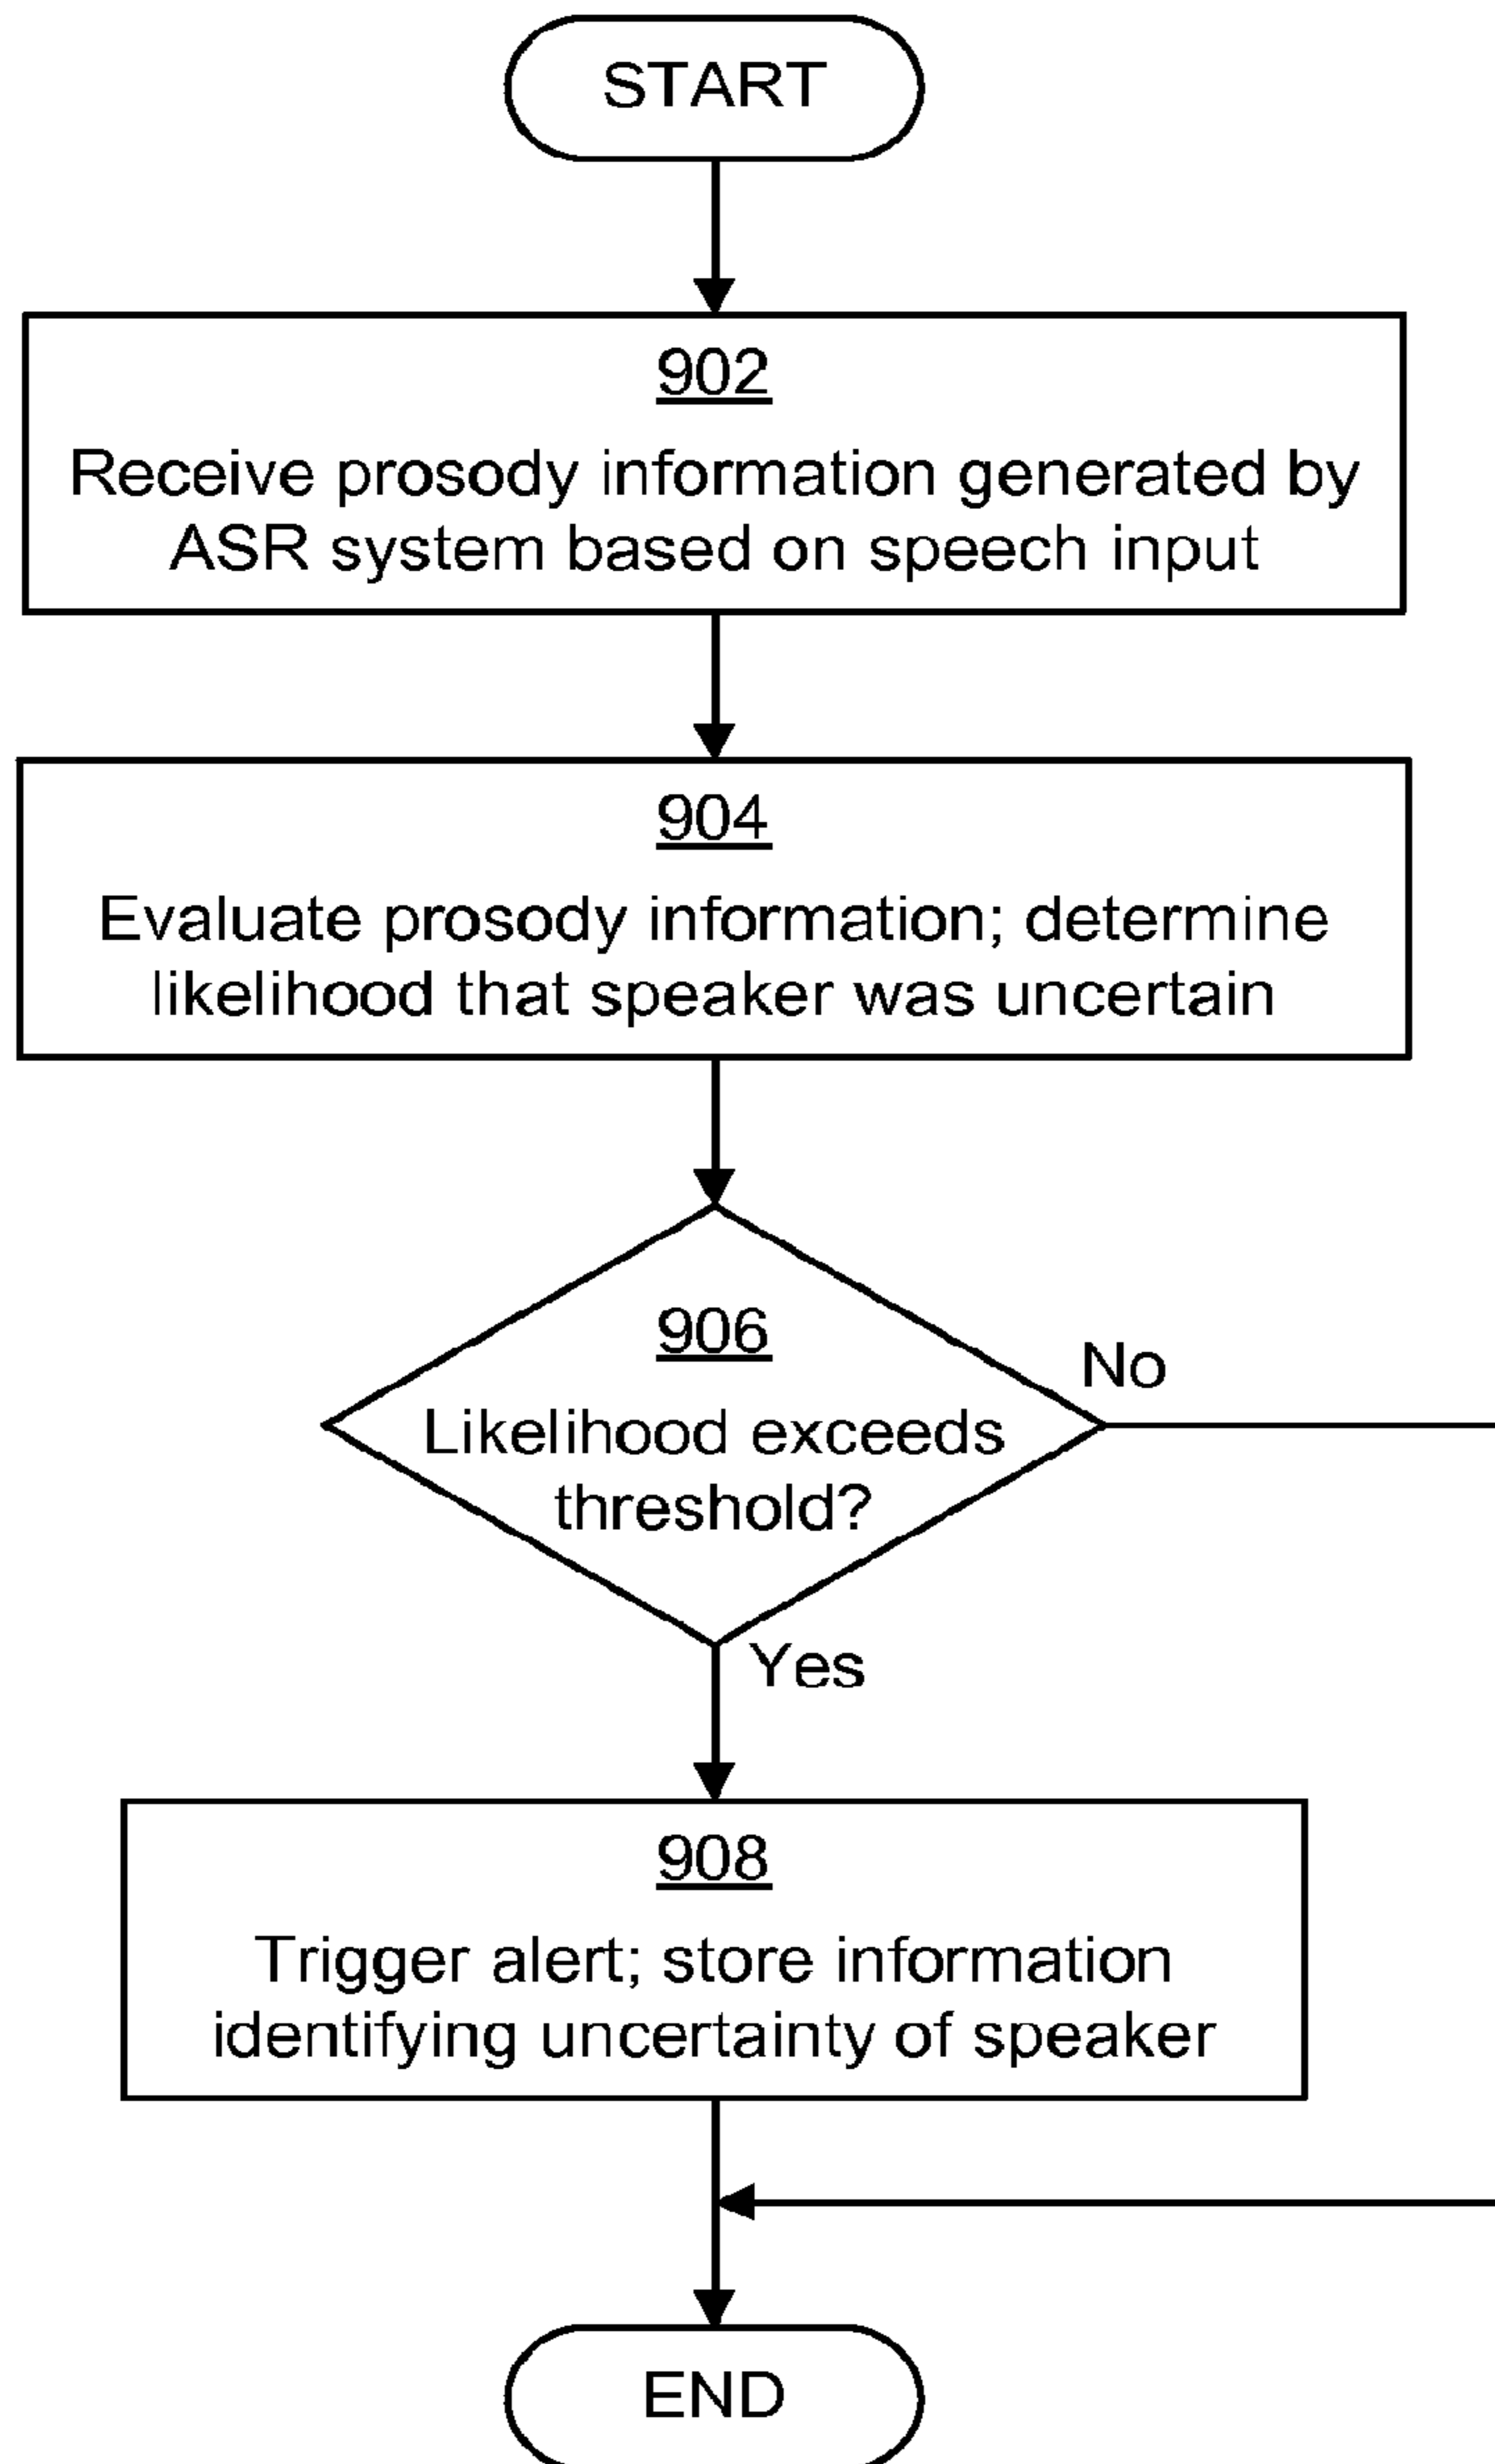 START
902
Receive prosody information generated by
ASR system based on speech input
904
Evaluate prosody information; determine
likelihood that speaker was uncertain
906
Likelihood exceeds
threshold?
No
Yes
908
Trigger alert; store information
identifying uncertainty of speaker
END